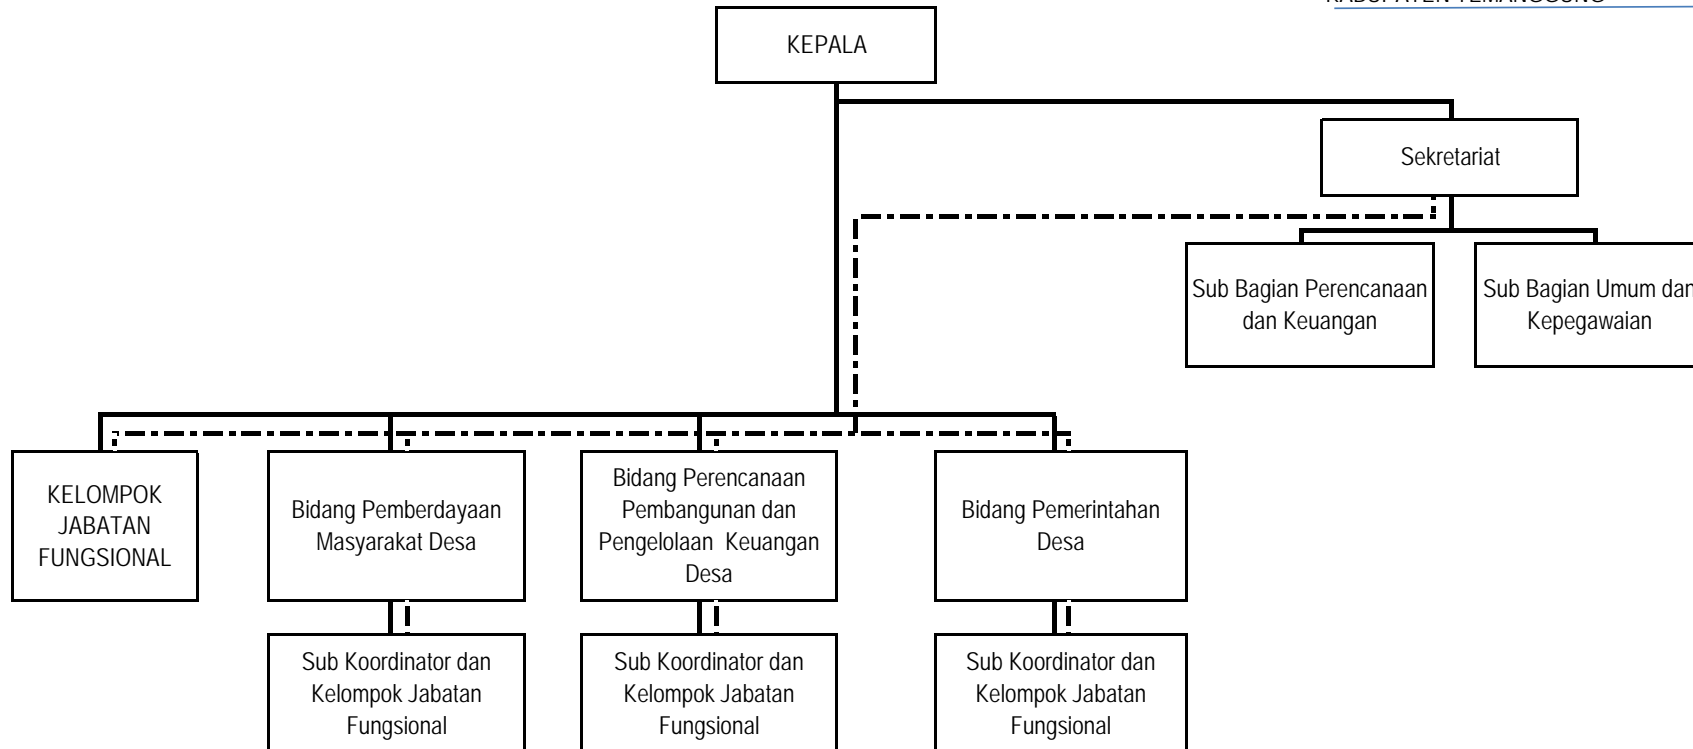 KABUPATEN TEMANGGUNG
KEPALA
Sekretariat
Sub Bagian Perencanaan
dan Keuangan
Sub Bagian Umum dan
Kepegawaian
KELOMPOK
JABATAN
FUNGSIONAL
Bidang Pemberdayaan
Masyarakat Desa
Bidang Perencanaan
Pembangunan dan
Pengelolaan Keuangan
Desa
Bidang Pemerintahan
Desa
Sub Koordinator dan
Kelompok Jabatan
Fungsional
Sub Koordinator dan
Kelompok Jabatan
Fungsional
Sub Koordinator dan
Kelompok Jabatan
Fungsional